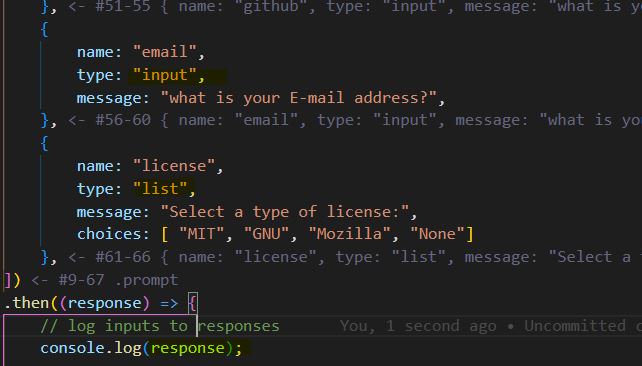 }, <- #51-55 { name: "github", type: "input", message: "what is yo
{
name: "email",
type: "input",
message: "what is your E-mail address?",
}, <- #56-60 { name: "email", type: "input", message: "what is you
{
name: "license",
type: "list",
message: "Select a type of license:",
choices: [ "MIT", "GNU", "Mozilla", "None"]
}, <- #61-66 { name: "license", type: "list", message: "Select a
]) <- #9-67 .prompt
.then((response) => {
// log inputs to responses You, 1 second ago • Uncommitted c
console.log(response);